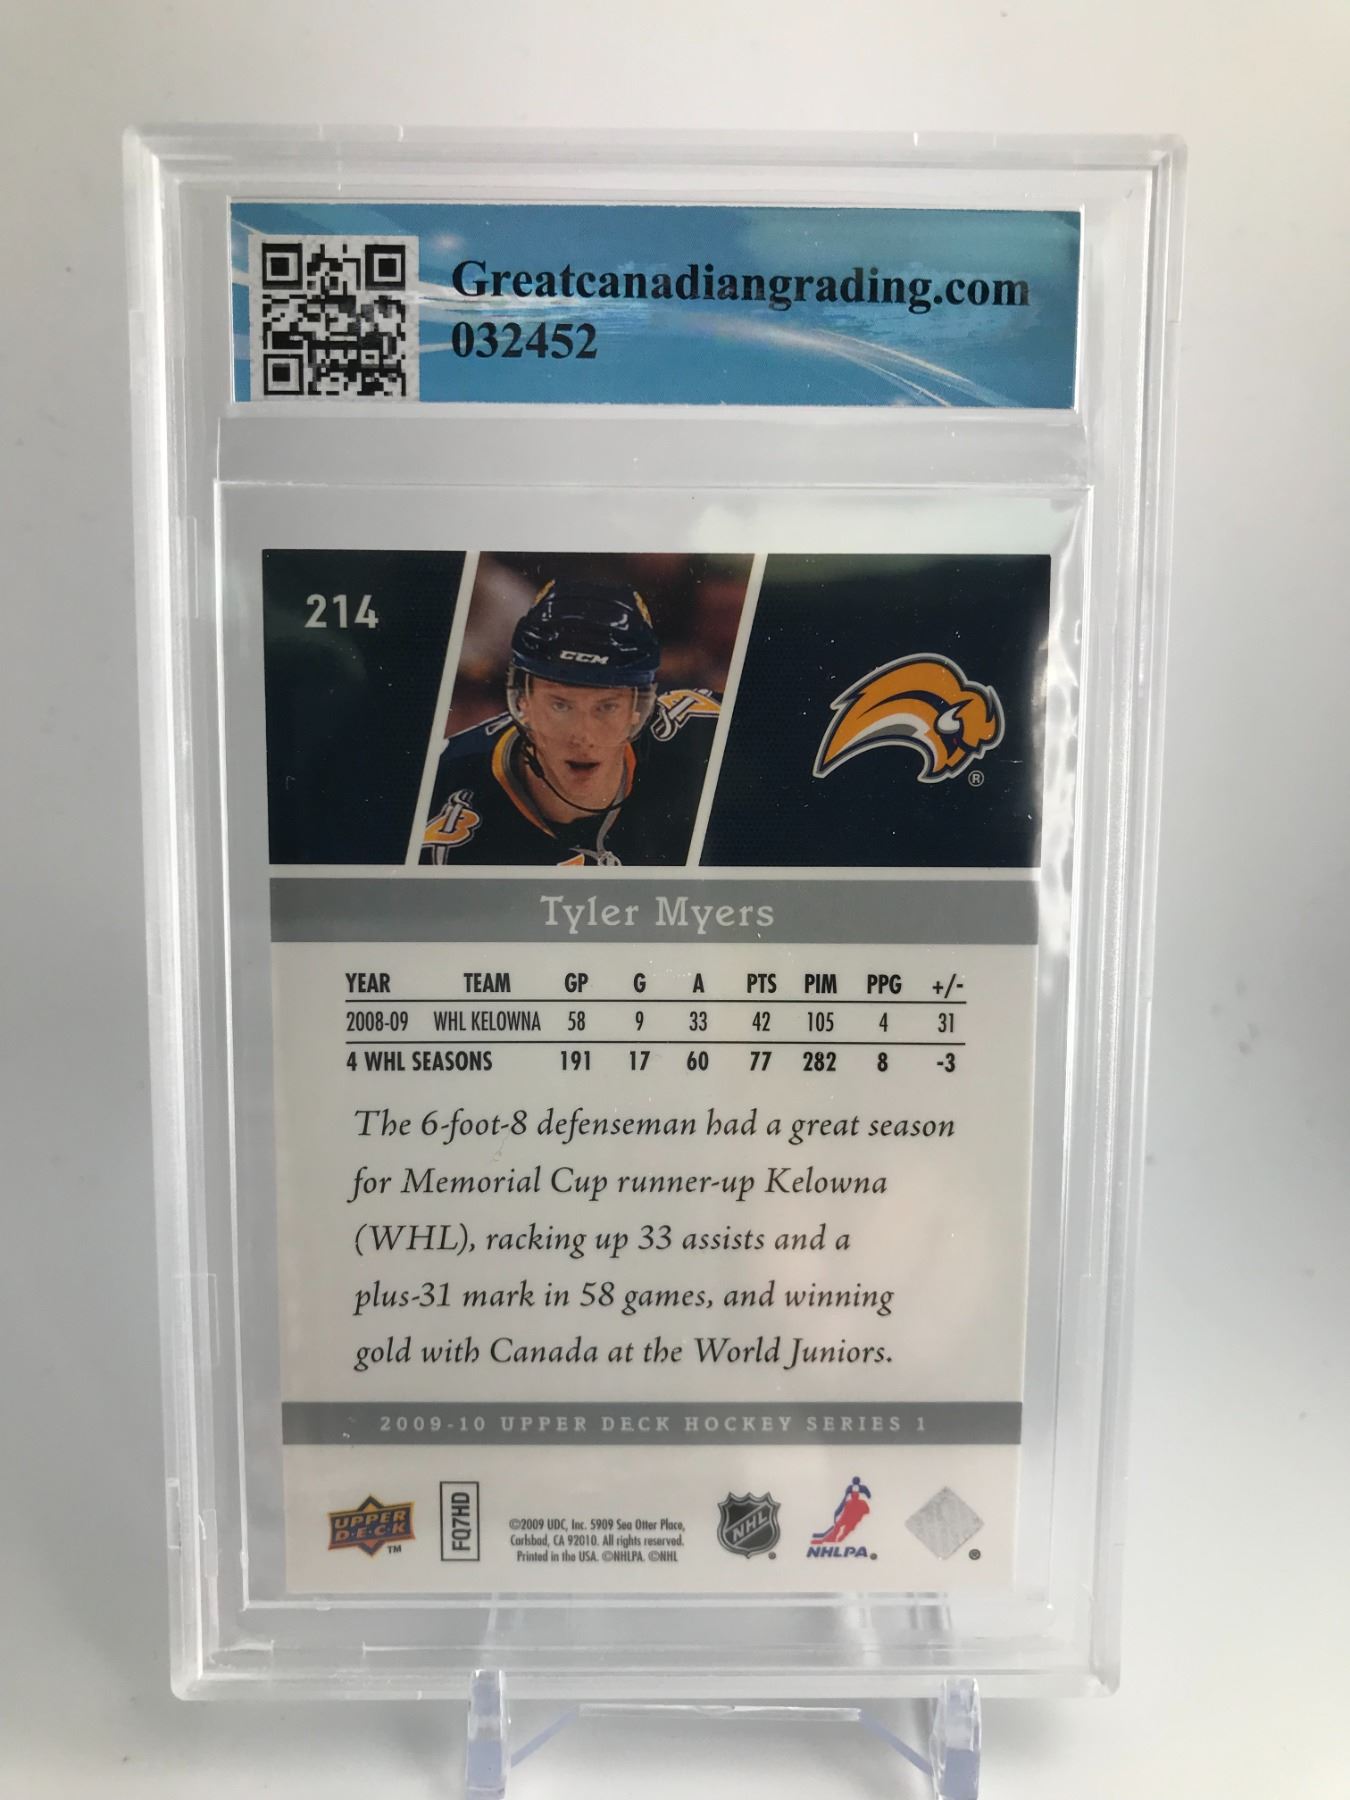 Greatcanadiangrading.com
032452
214
CCM
®
Tyler Myers
YEAR TEAM GP G A PTS PIM PPG +/-
2008-09 WHL KELOWNA 58 9 33 42 105 4 31
4 WHL SEASONS 191 17 60 77 282 8 -3
The 6-foot-8 defenseman had a great season
for Memorial Cup runner-up Kelowna
(WHL), racking up 33 assists and a
plus-31 mark in 58 games, and winning
gold with Canada at the World Juniors.
2009-10 UPPER DECK HOCKEY SERIES 1
UPPER
D·E·C·K
TM
FQ7HD
©2009 UDC, Inc. 5909 Sea Otter Place,
Carlsbad, CA 92010. All rights reserved.
Printed in the USA. ©NHLPA. ©NHL
NHL
®
NHLPA®
®